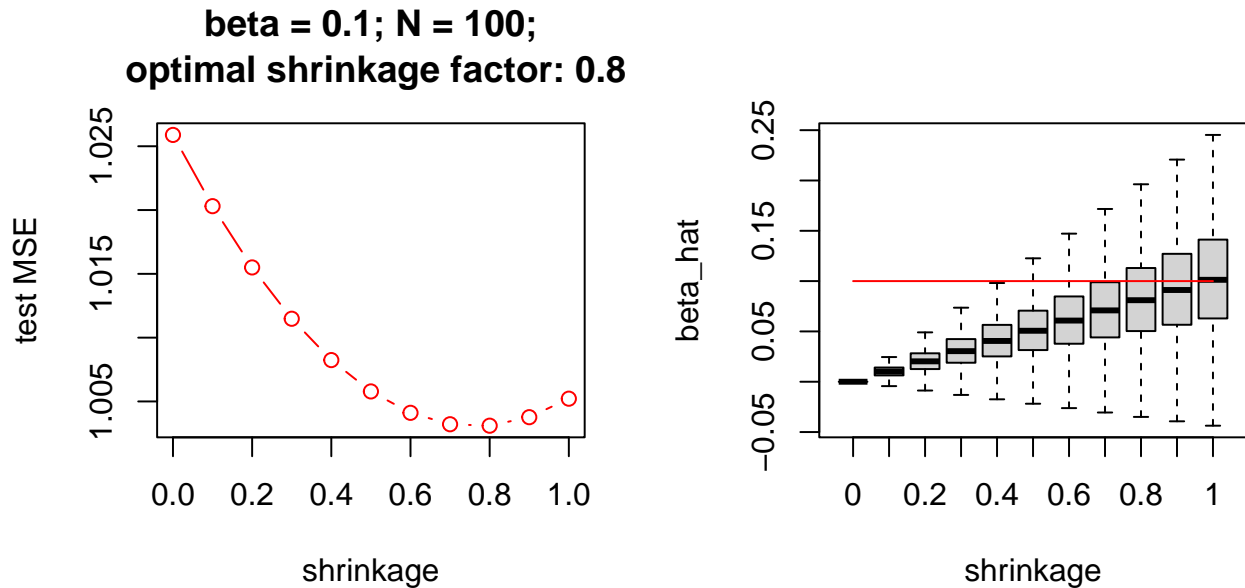 beta = 0.1; N = 100;
optimal shrinkage factor: 0.8
test MSE
1.025
1.015
1.005
0.0 0.2 0.4 0.6 0.8 1.0
shrinkage
beta_hat
0.25
0.15
0.05
−0.05
0 0.2 0.4 0.6 0.8 1
shrinkage